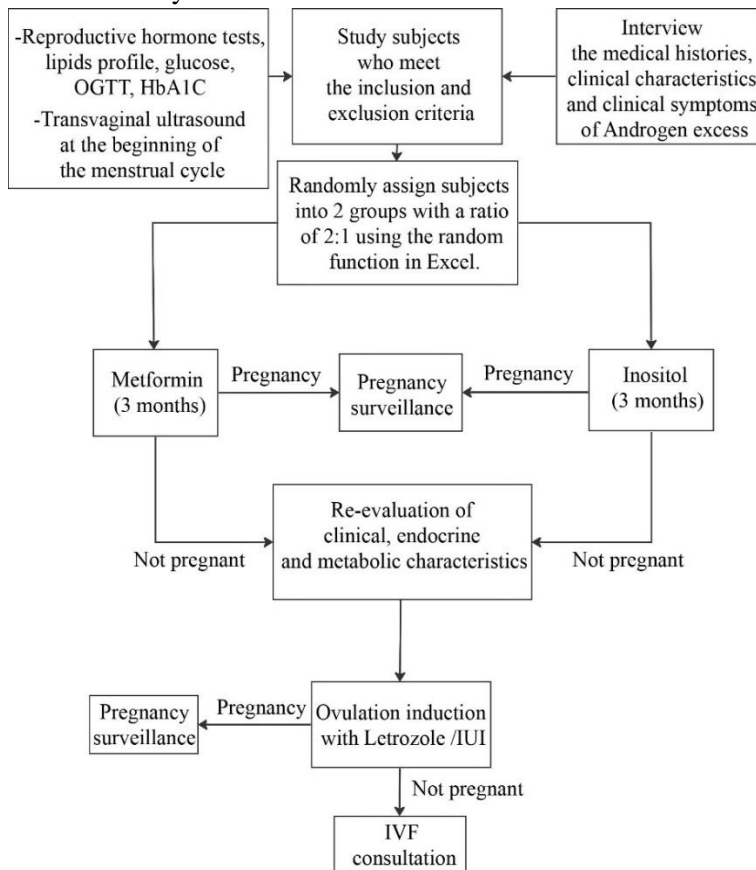 -Reproductive hormone tests,
lipids profile, glucose,
OGTT, HbA1C
-Transvaginal ultrasound
at the beginning of
the menstrual cycle
Study subjects
who meet
the inclusion and
exclusion criteria
Interview
the medical histories,
clinical characteristics
and clinical symptoms
of Androgen excess
Randomly assign subjects
into 2 groups with a ratio
of 2:1 using the random
function in Excel.
Metformin
(3 months)
Pregnancy
Pregnancy
surveillance
Pregnancy
Inositol
(3 months)
Re-evaluation of
clinical, endocrine
and metabolic characteristics
Not pregnant
Not pregnant
Pregnancy
surveillance
Pregnancy
Ovulation induction
with Letrozole /IUI
Not pregnant
IVF
consultation